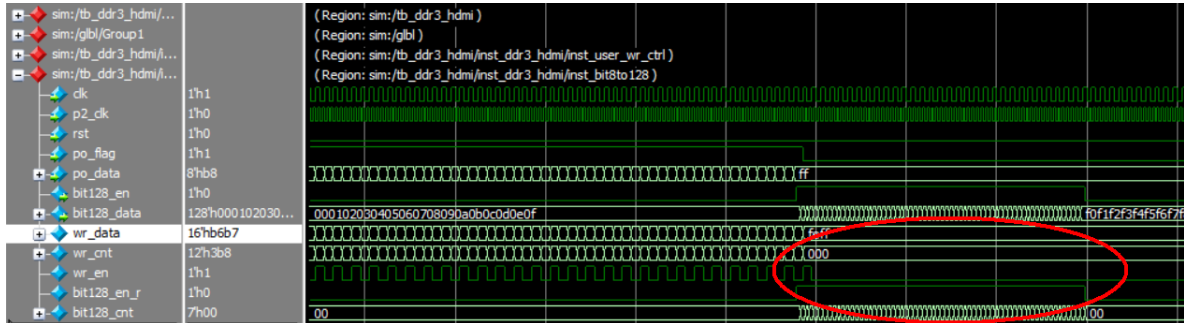 sim:/tb_ddr3_hdmi/... (Region: sim:/tb_ddr3_hdmi )
sim:/glbl/Group1 (Region: sim:/glbl )
sim:/tb_ddr3_hdmi/i... (Region: sim:/tb_ddr3_hdmi/inst_ddr3_hdmi/inst_user_wr_ctrl )
sim:/tb_ddr3_hdmi/i... (Region: sim:/tb_ddr3_hdmi/inst_ddr3_hdmi/inst_bit8to128 )
clk 1'h1
p2_clk 1'h0
rst 1'h0
po_flag 1'h1
po_data 8'hb8 ff
bit128_en 1'h0
bit128_data 128'h000102030... 000102030405060708090a0b0c0d0e0f f0f1f2f3f4f5f6f7f
wr_data 16'hb6b7 feff
wr_cnt 12'h3b8 000
wr_en 1'h1
bit128_en_r 1'h0
bit128_cnt 7'h00 00 00